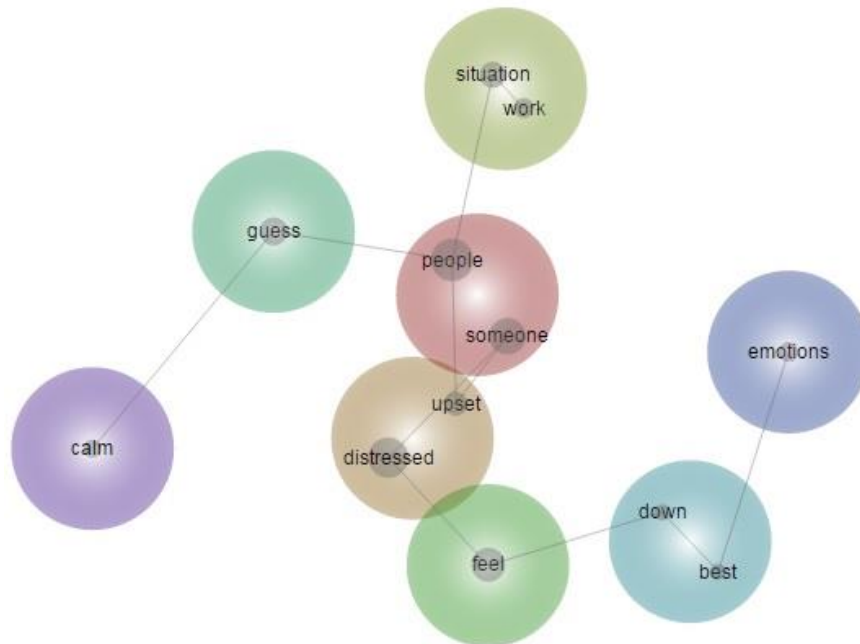 situation
work
guess
people
someone
emotions
upset
calm
distressed
down
feel
best